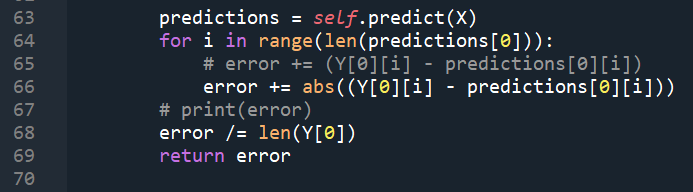 63 predictions = self.predict(X)
64 for i in range(len(predictions[0])):
65 # error += (Y[0][i] - predictions[0][i])
66 error += abs((Y[0][i] - predictions[0][i]))
67 # print(error)
68 error /= len(Y[0])
69 return error
70